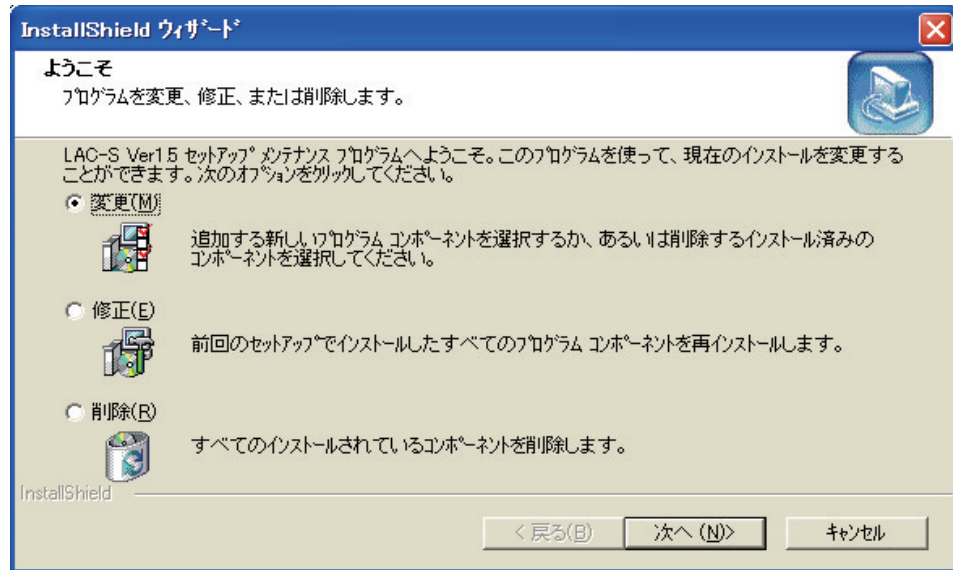 InstallShield ウィザード
ようこそ
プログラムを変更、修正、または削除します。
LAC-S Ver1.5 セットアップ メンテナンス プログラムへようこそ。このプログラムを使って、現在のインストールを変更する
ことができます。次のオプションをクリックしてください。
変更(M)
追加する新しいプログラム コンポーネントを選択するか、あるいは削除するインストール済みの
コンポーネントを選択してください。
修正(E)
前回のセットアップでインストールしたすべてのプログラム コンポーネントを再インストールします。
削除(R)
すべてのインストールされているコンポーネントを削除します。
InstallShield
< 戻る(B) 次へ (N)> キャンセル